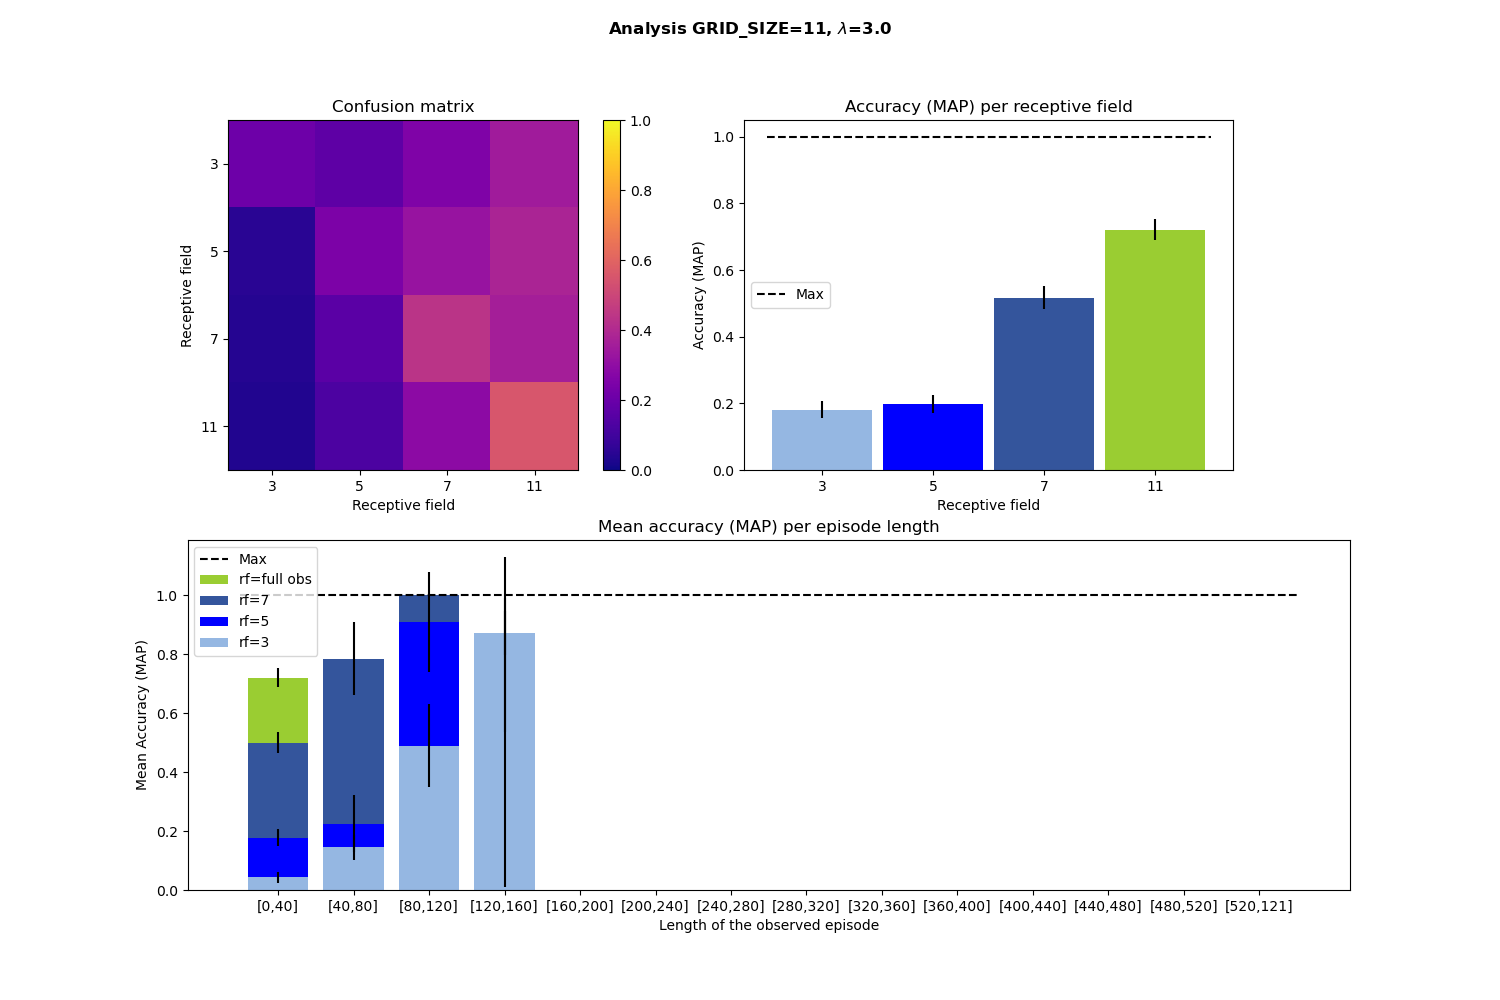 Analysis GRID_SIZE=11, λ=3.0
Confusion matrix
Receptive field
3
5
7
11
3 5 7 11
Receptive field
1.0
0.8
0.6
0.4
0.2
0.0
Accuracy (MAP) per receptive field
Accuracy (MAP)
1.0
0.8
0.6
0.4
0.2
0.0
Max
3 5 7 11
Receptive field
Mean accuracy (MAP) per episode length
Mean Accuracy (MAP)
1.0
0.8
0.6
0.4
0.2
0.0
Max
rf=full obs
rf=7
rf=5
rf=3
[0,40] [40,80] [80,120] [120,160] [160,200] [200,240] [240,280] [280,320] [320,360] [360,400] [400,440] [440,480] [480,520] [520,121]
Length of the observed episode